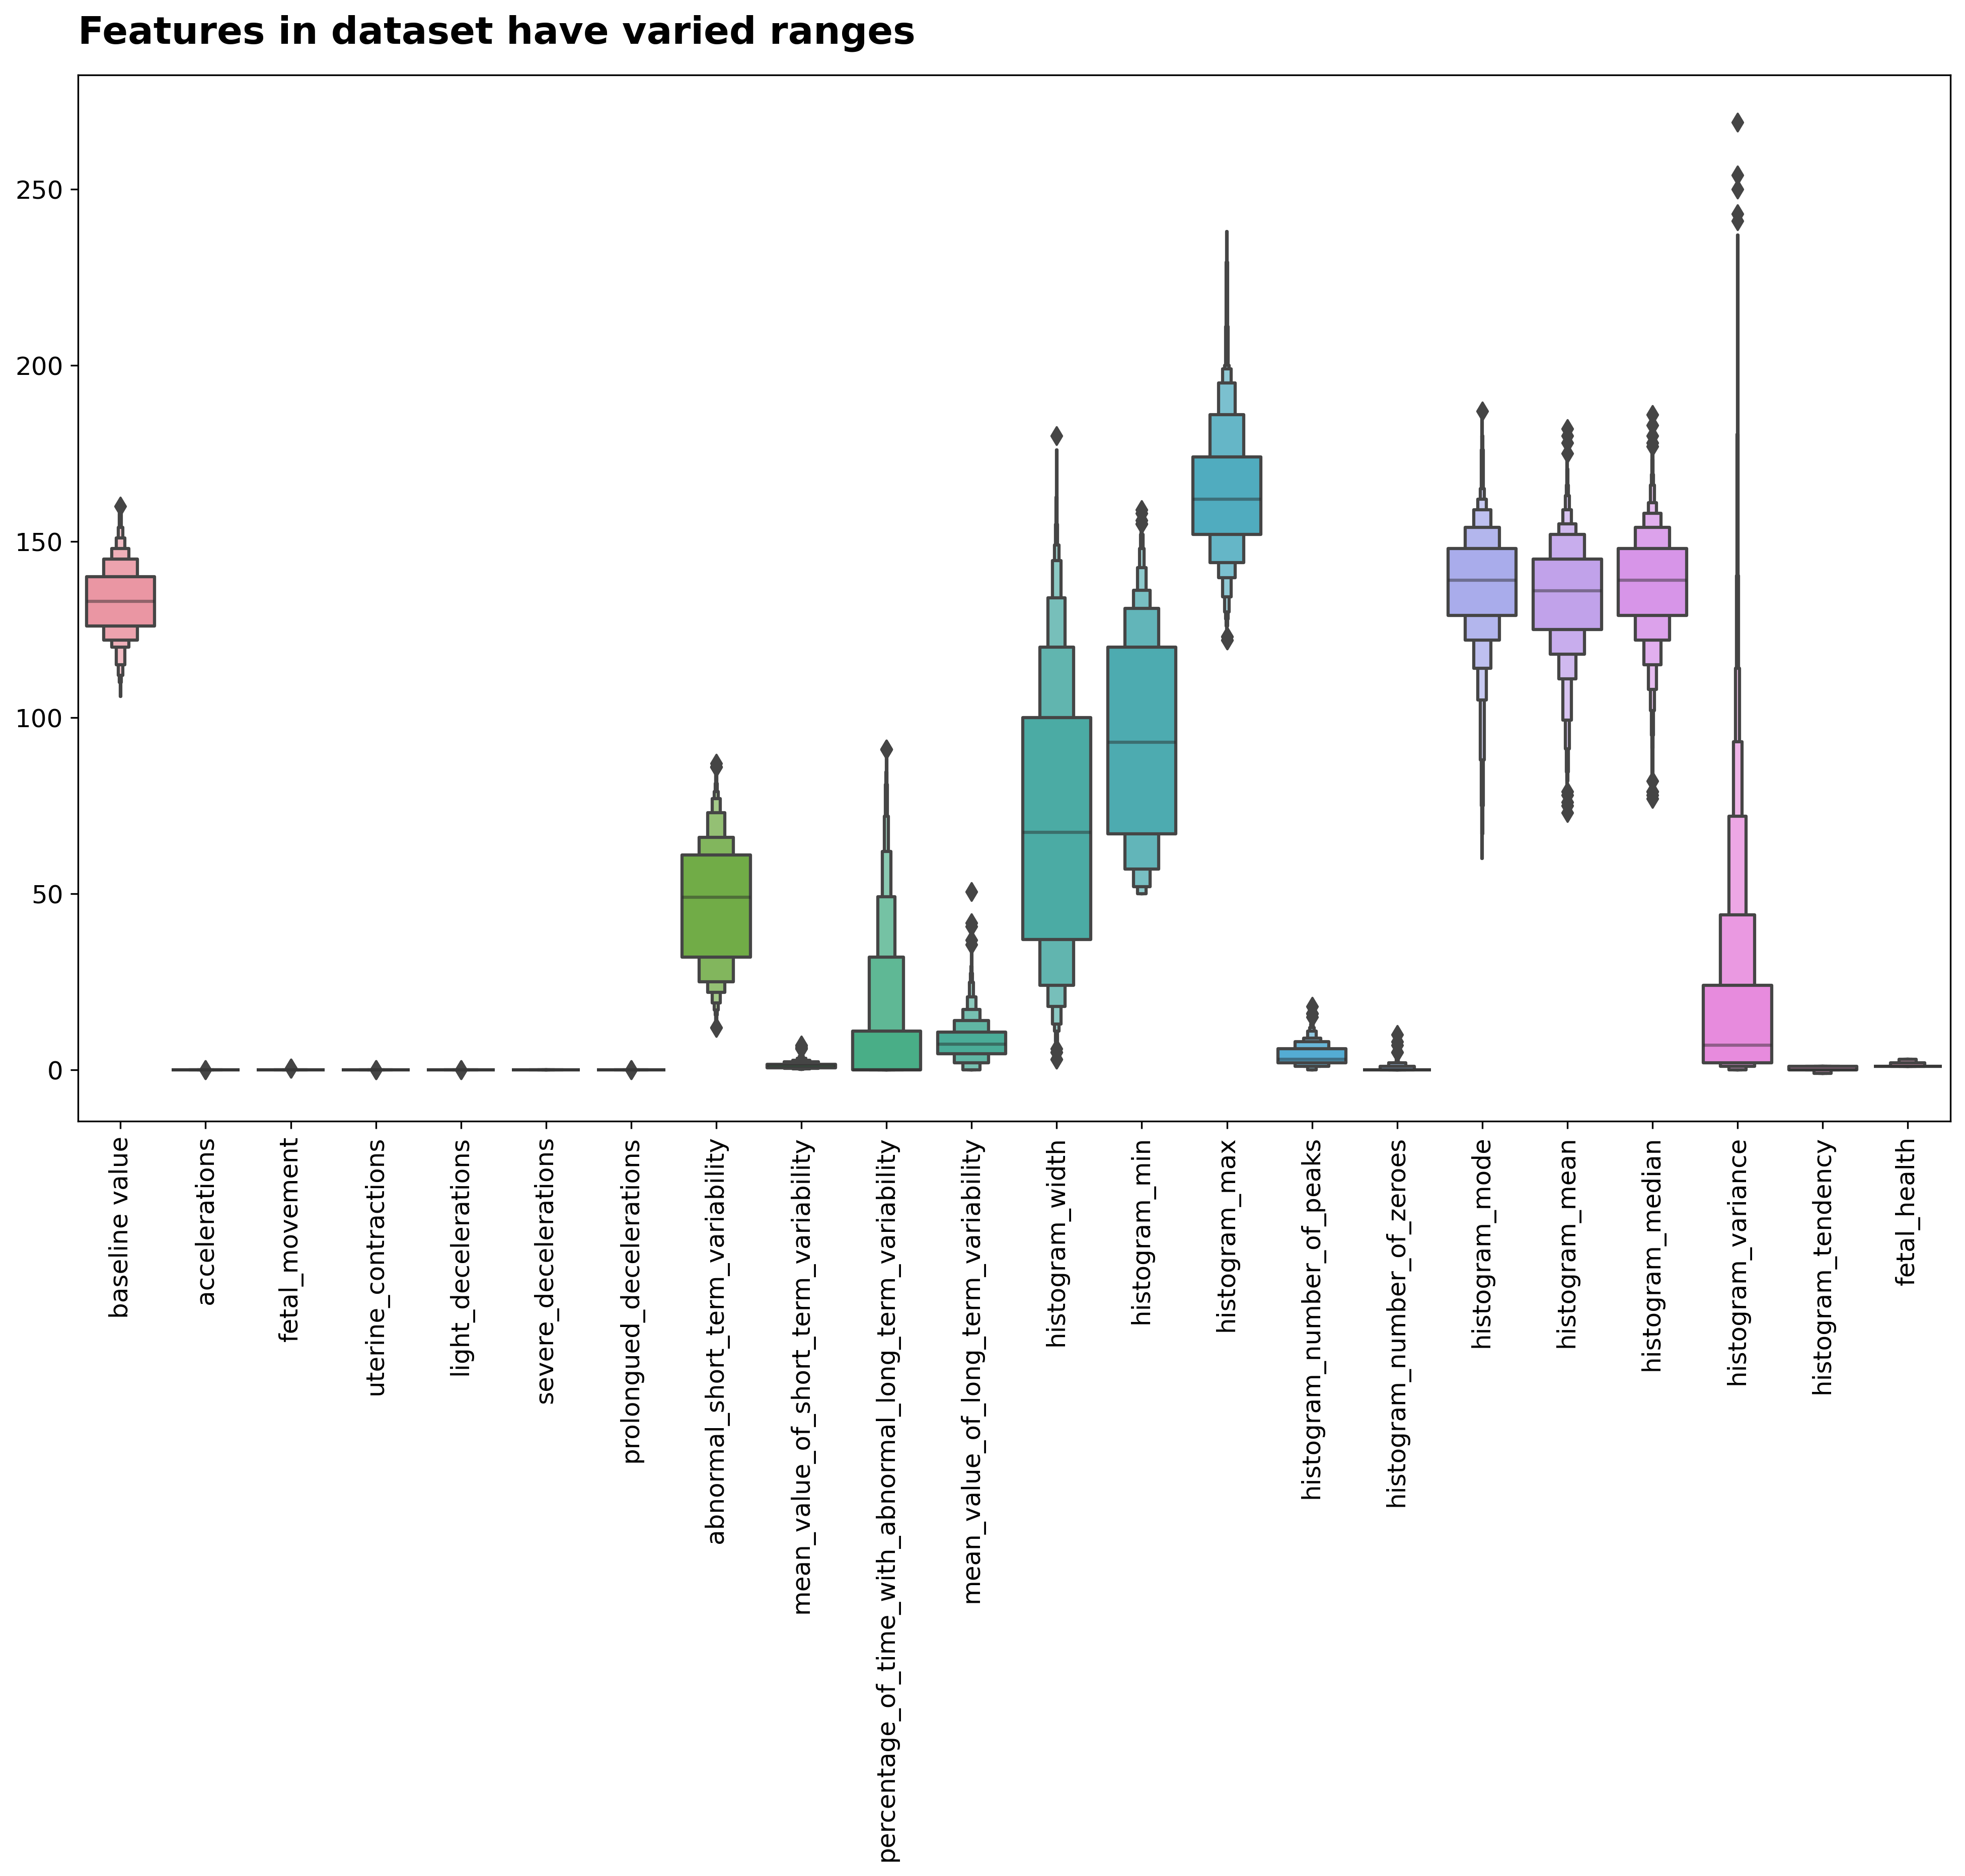 Features in dataset have varied ranges
250
200
150
100
50
0
baseline value
accelerations
fetal_movement
uterine_contractions
light_decelerations
severe_decelerations
prolongued_decelerations
abnormal_short_term_variability
mean_value_of_short_term_variability
percentage_of_time_with_abnormal_long_term_variability
mean_value_of_long_term_variability
histogram_width
histogram_min
histogram_max
histogram_number_of_peaks
histogram_number_of_zeroes
histogram_mode
histogram_mean
histogram_median
histogram_variance
histogram_tendency
fetal_health